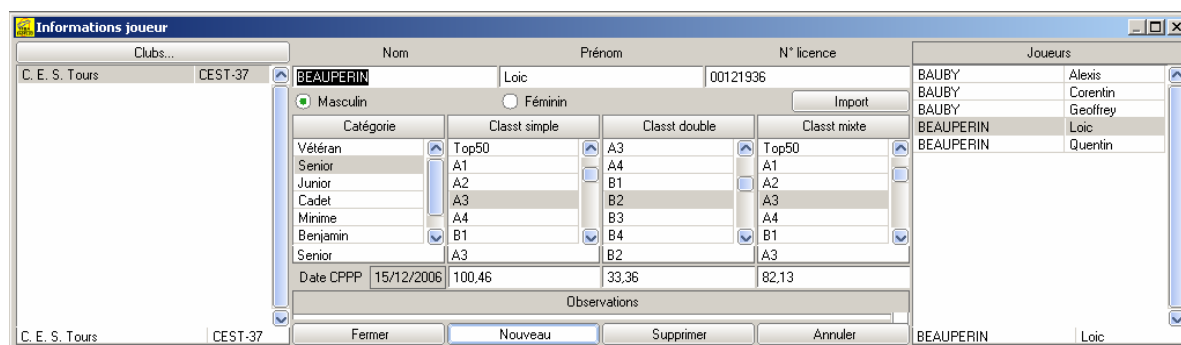 Informations joueur
Clubs... Nom Prénom N° licence Joueurs
C. E. S. Tours CEST-37 BEAUPERIN Loic 00121936 BAUBY Alexis
BAUBY Corentin
Masculin Féminin Import BAUBY Geoffrey
Catégorie Classt simple Classt double Classt mixte BEAUPERIN Loic
Vétéran Top50 A3 Top50 BEAUPERIN Quentin
Senior A1 A4 A1
Junior A2 B1 A2
Cadet A3 B2 A3
Minime A4 B3 A4
Benjamin B1 B4 B1
Senior A3 B2 A3
Date CPPP 15/12/2006 100,46 33,36 82,13
Observations
C. E. S. Tours CEST-37 Fermer Nouveau Supprimer Annuler BEAUPERIN Loic